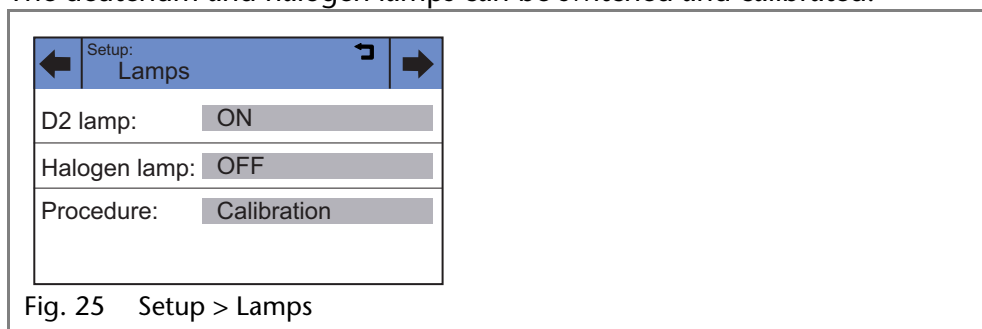 The deuterium and halogen lamps can be switched and calibrated.
Setup:
Lamps
D2 lamp: ON
Halogen lamp: OFF
Procedure: Calibration
Fig. 25 Setup > Lamps